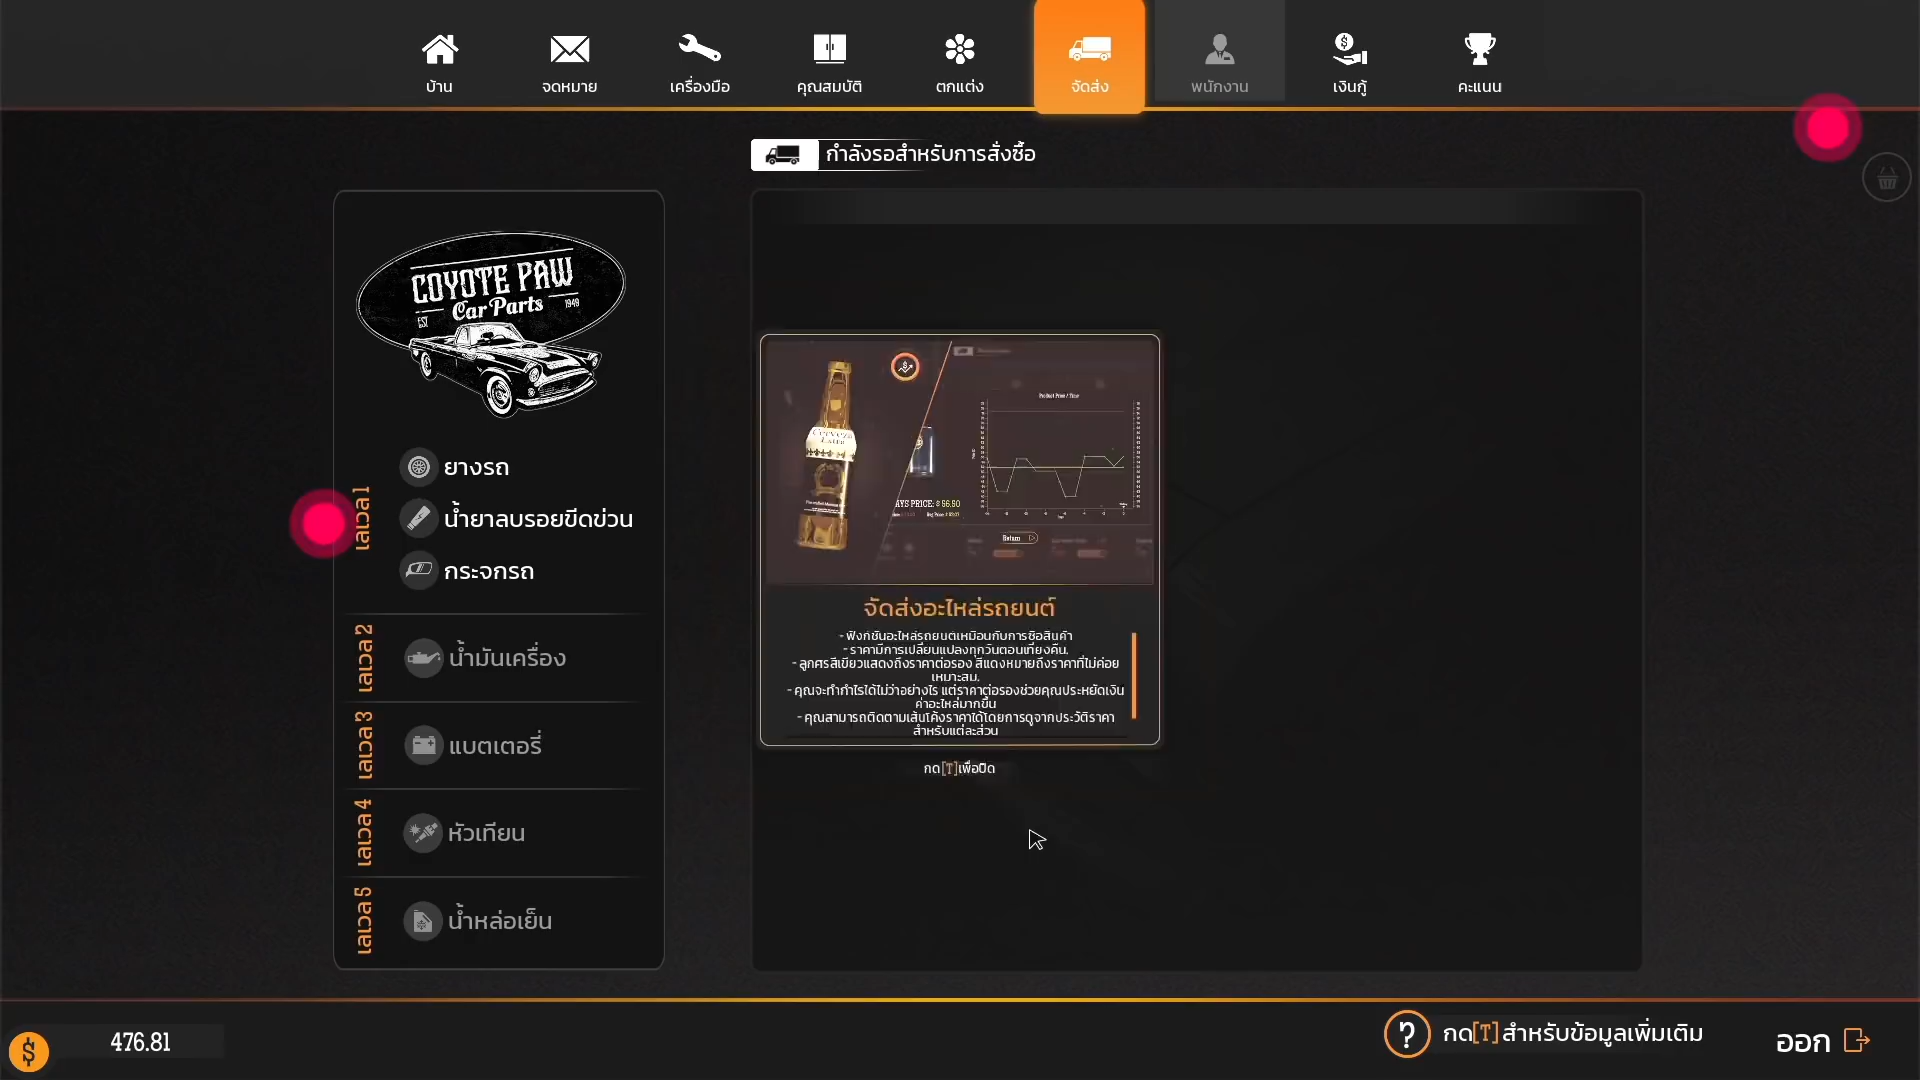 บ้าน
จดหมาย
เครื่องมือ
คุณสมบัติ
ตกแต่ง
จัดส่ง
พนักงาน
เงินกู้
คะแนน
กำลังรอสำหรับการสั่งซื้อ
COYOTE PAW
Car Parts
EST 1949
เลเวล 1
ยางรถ
น้ำยาลบรอยขีดข่วน
กระจกรถ
เลเวล 2
น้ำมันเครื่อง
เลเวล 3
แบตเตอรี่
เลเวล 4
หัวเทียน
เลเวล 5
น้ำหล่อเย็น
Cerveza
Product Price / Time
AYS PRICE: $ 56.50
Return
จัดส่งอะไหล่รถยนต์
- ฟังก์ชันอะไหล่รถยนต์เหมือนกับการซื้อสินค้า
- ราคามีการเปลี่ยนแปลงทุกวันตอนเที่ยงคืน.
- ลูกศรสีเขียวแสดงถึงราคาต่อรอง สีแดงหมายถึงราคาที่ไม่ค่อย
เหมาะสม.
- คุณจะทำกำไรได้ไม่ว่าอย่างไร แต่ราคาต่อรองช่วยคุณประหยัดเงิน
ค่าอะไหล่มากขึ้น
- คุณสามารถติดตามเส้นโค้งราคาได้โดยการดูจากประวัติราคา
สำหรับแต่ละส่วน
กด[T]เพื่อปิด
476.81
กด[T]สำหรับข้อมูลเพิ่มเติม
ออก